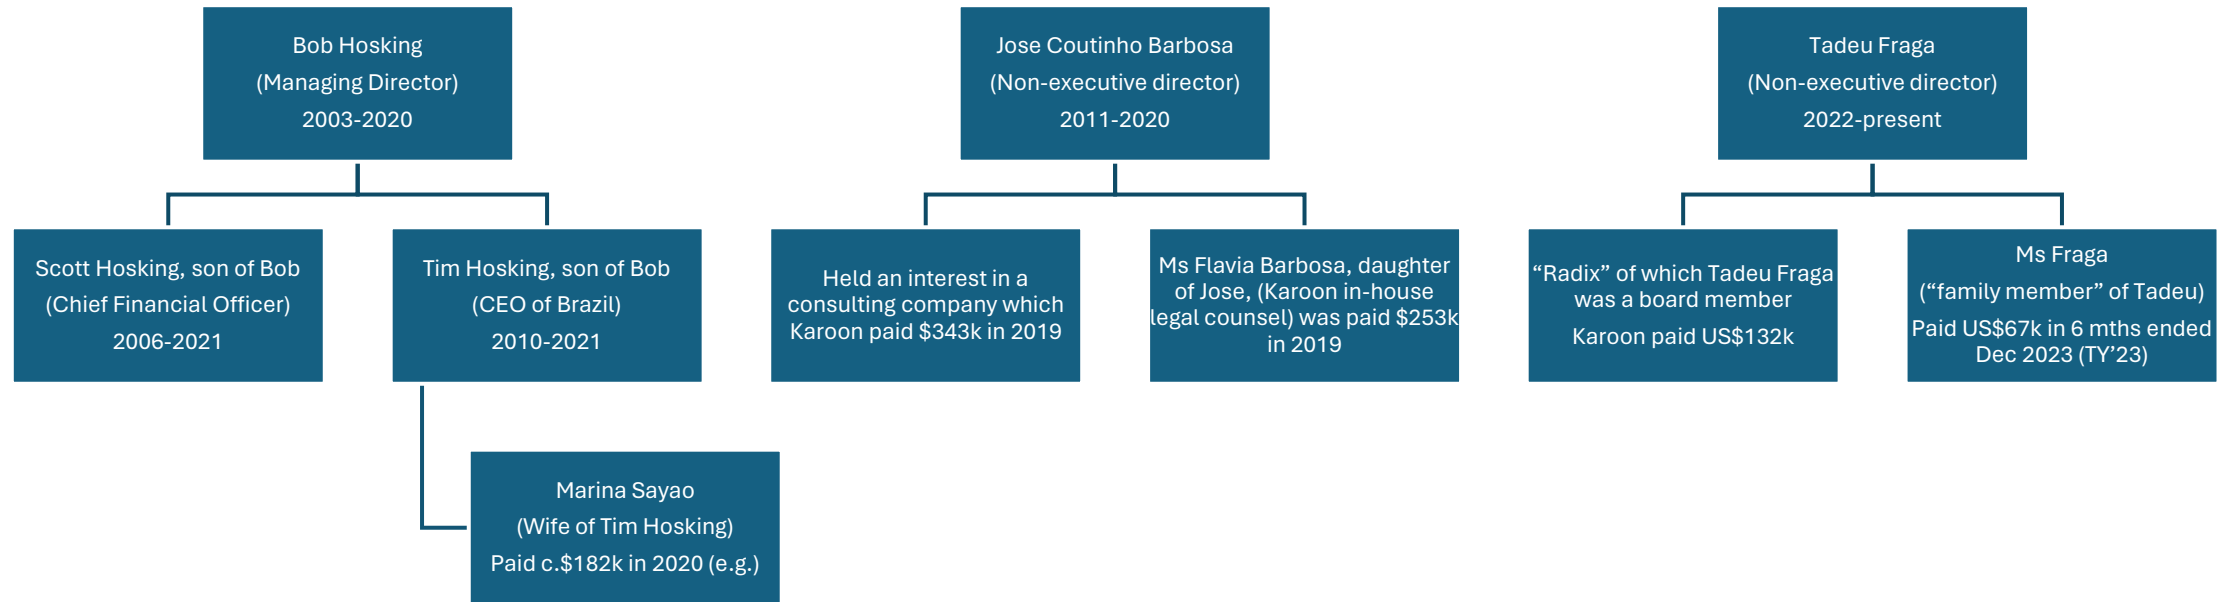 Bob Hosking
(Managing Director)
2003-2020
Jose Coutinho Barbosa
(Non-executive director)
2011-2020
Tadeu Fraga
(Non-executive director)
2022-present
Scott Hosking, son of Bob
(Chief Financial Officer)
2006-2021
Tim Hosking, son of Bob
(CEO of Brazil)
2010-2021
Held an interest in a
consulting company which
Karoon paid $343k in 2019
Ms Flavia Barbosa, daughter
of Jose, (Karoon in-house
legal counsel) was paid $253k
in 2019
“Radix” of which Tadeu Fraga
was a board member
Karoon paid US$132k
Ms Fraga
(“family member” of Tadeu)
Paid US$67k in 6 mths ended
Dec 2023 (TY’23)
Marina Sayao
(Wife of Tim Hosking)
Paid c.$182k in 2020 (e.g.)